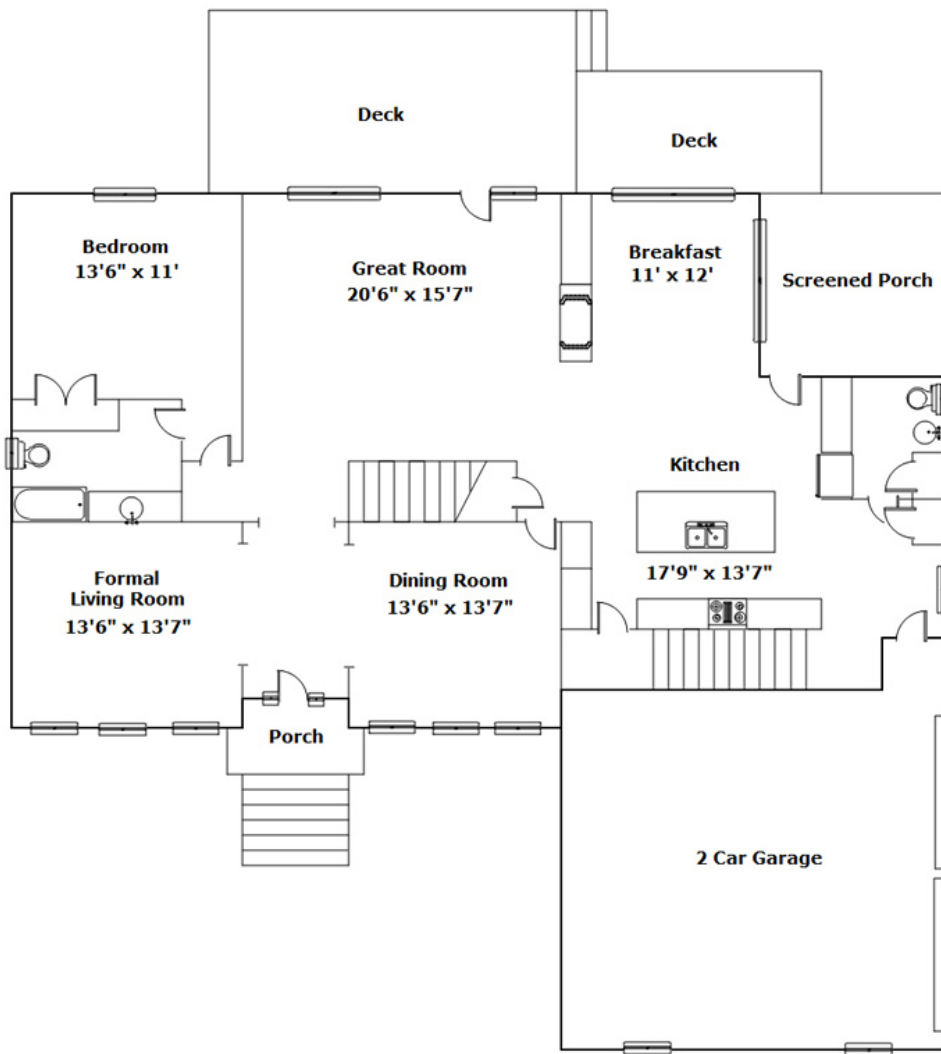 Deck
Deck
Bedroom
13'6" x 11'
Great Room
20'6" x 15'7"
Breakfast
11' x 12'
Screened Porch
Kitchen
17'9" x 13'7"
Formal
Living Room
13'6" x 13'7"
Dining Room
13'6" x 13'7"
Porch
2 Car Garage